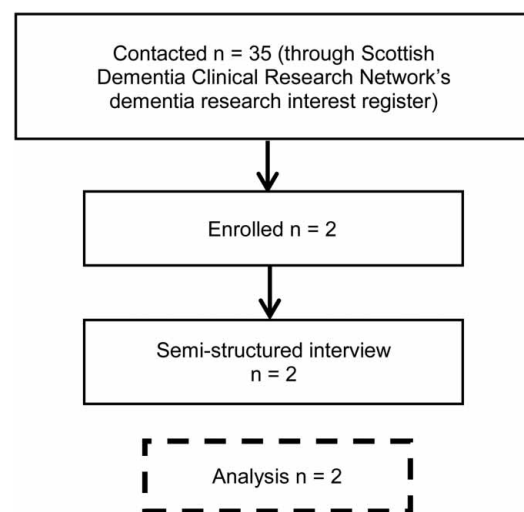 Contacted n = 35 (through Scottish
Dementia Clinical Research Network's
dementia research interest register)
Enrolled n = 2
Semi-structured interview
n = 2
Analysis n = 2